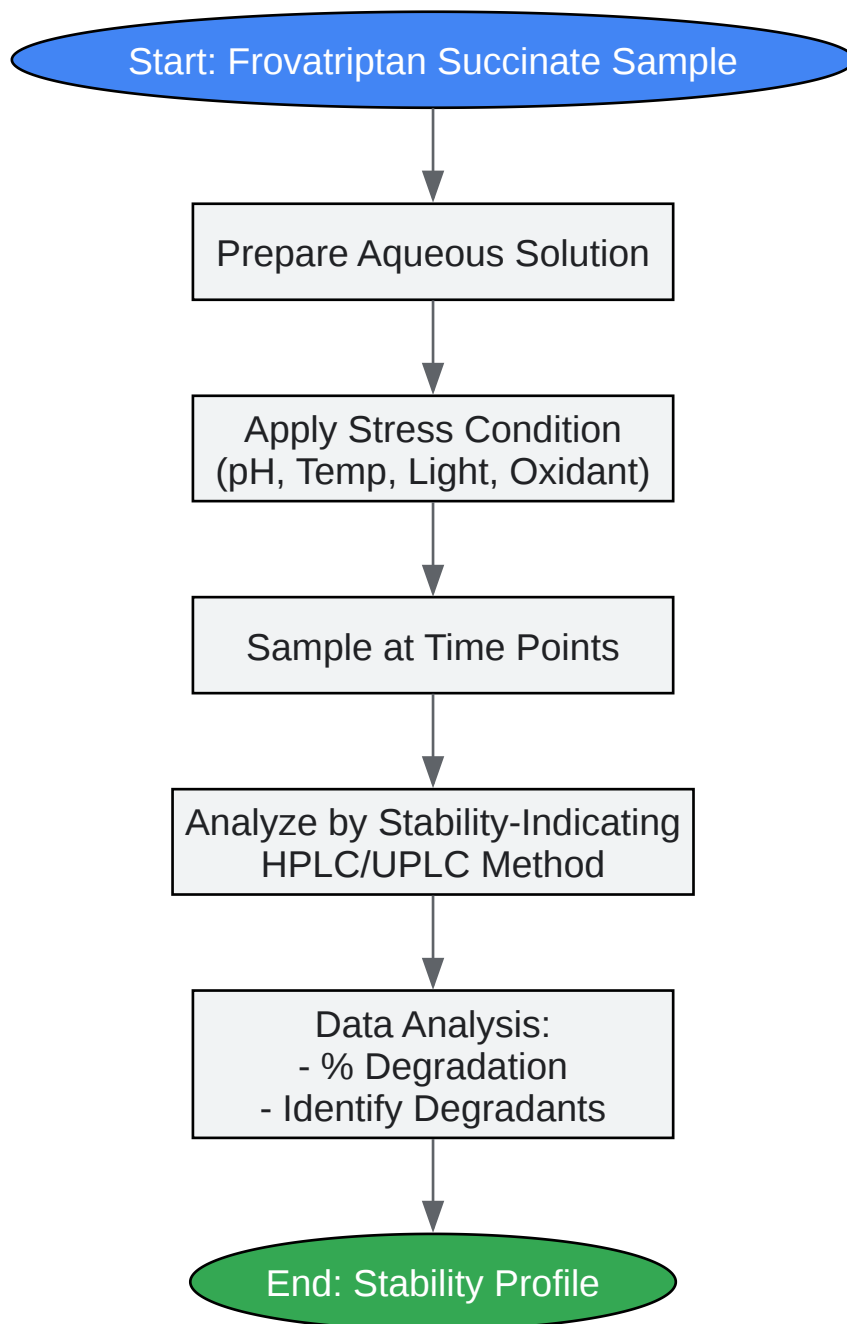 Start: Frovatriptan Succinate Sample
Prepare Aqueous Solution
Apply Stress Condition
(pH, Temp, Light, Oxidant)
Sample at Time Points
Analyze by Stability-Indicating
HPLC/UPLC Method
Data Analysis:
- % Degradation
- Identify Degradants
End: Stability Profile